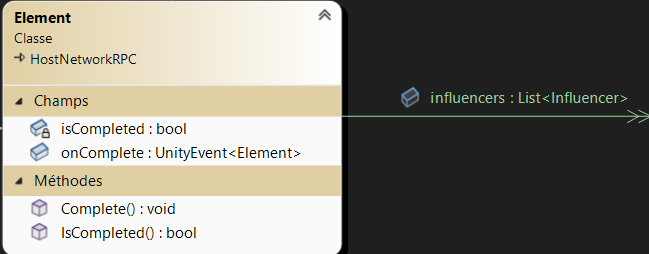 Element
Classe
HostNetworkRPC
Champs
influencers : List<Influencer>
isCompleted : bool
onComplete : UnityEvent<Element>
Méthodes
Complete() : void
IsCompleted() : bool